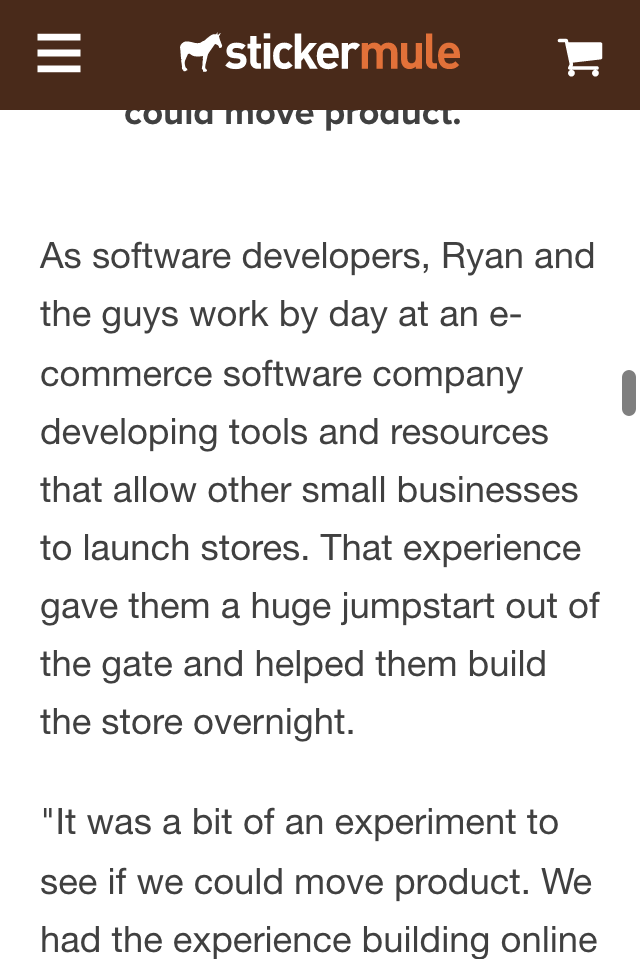 stickermule
could move product.
As software developers, Ryan and
the guys work by day at an e-
commerce software company
developing tools and resources
that allow other small businesses
to launch stores. That experience
gave them a huge jumpstart out of
the gate and helped them build
the store overnight.
"It was a bit of an experiment to
see if we could move product. We
had the experience building online